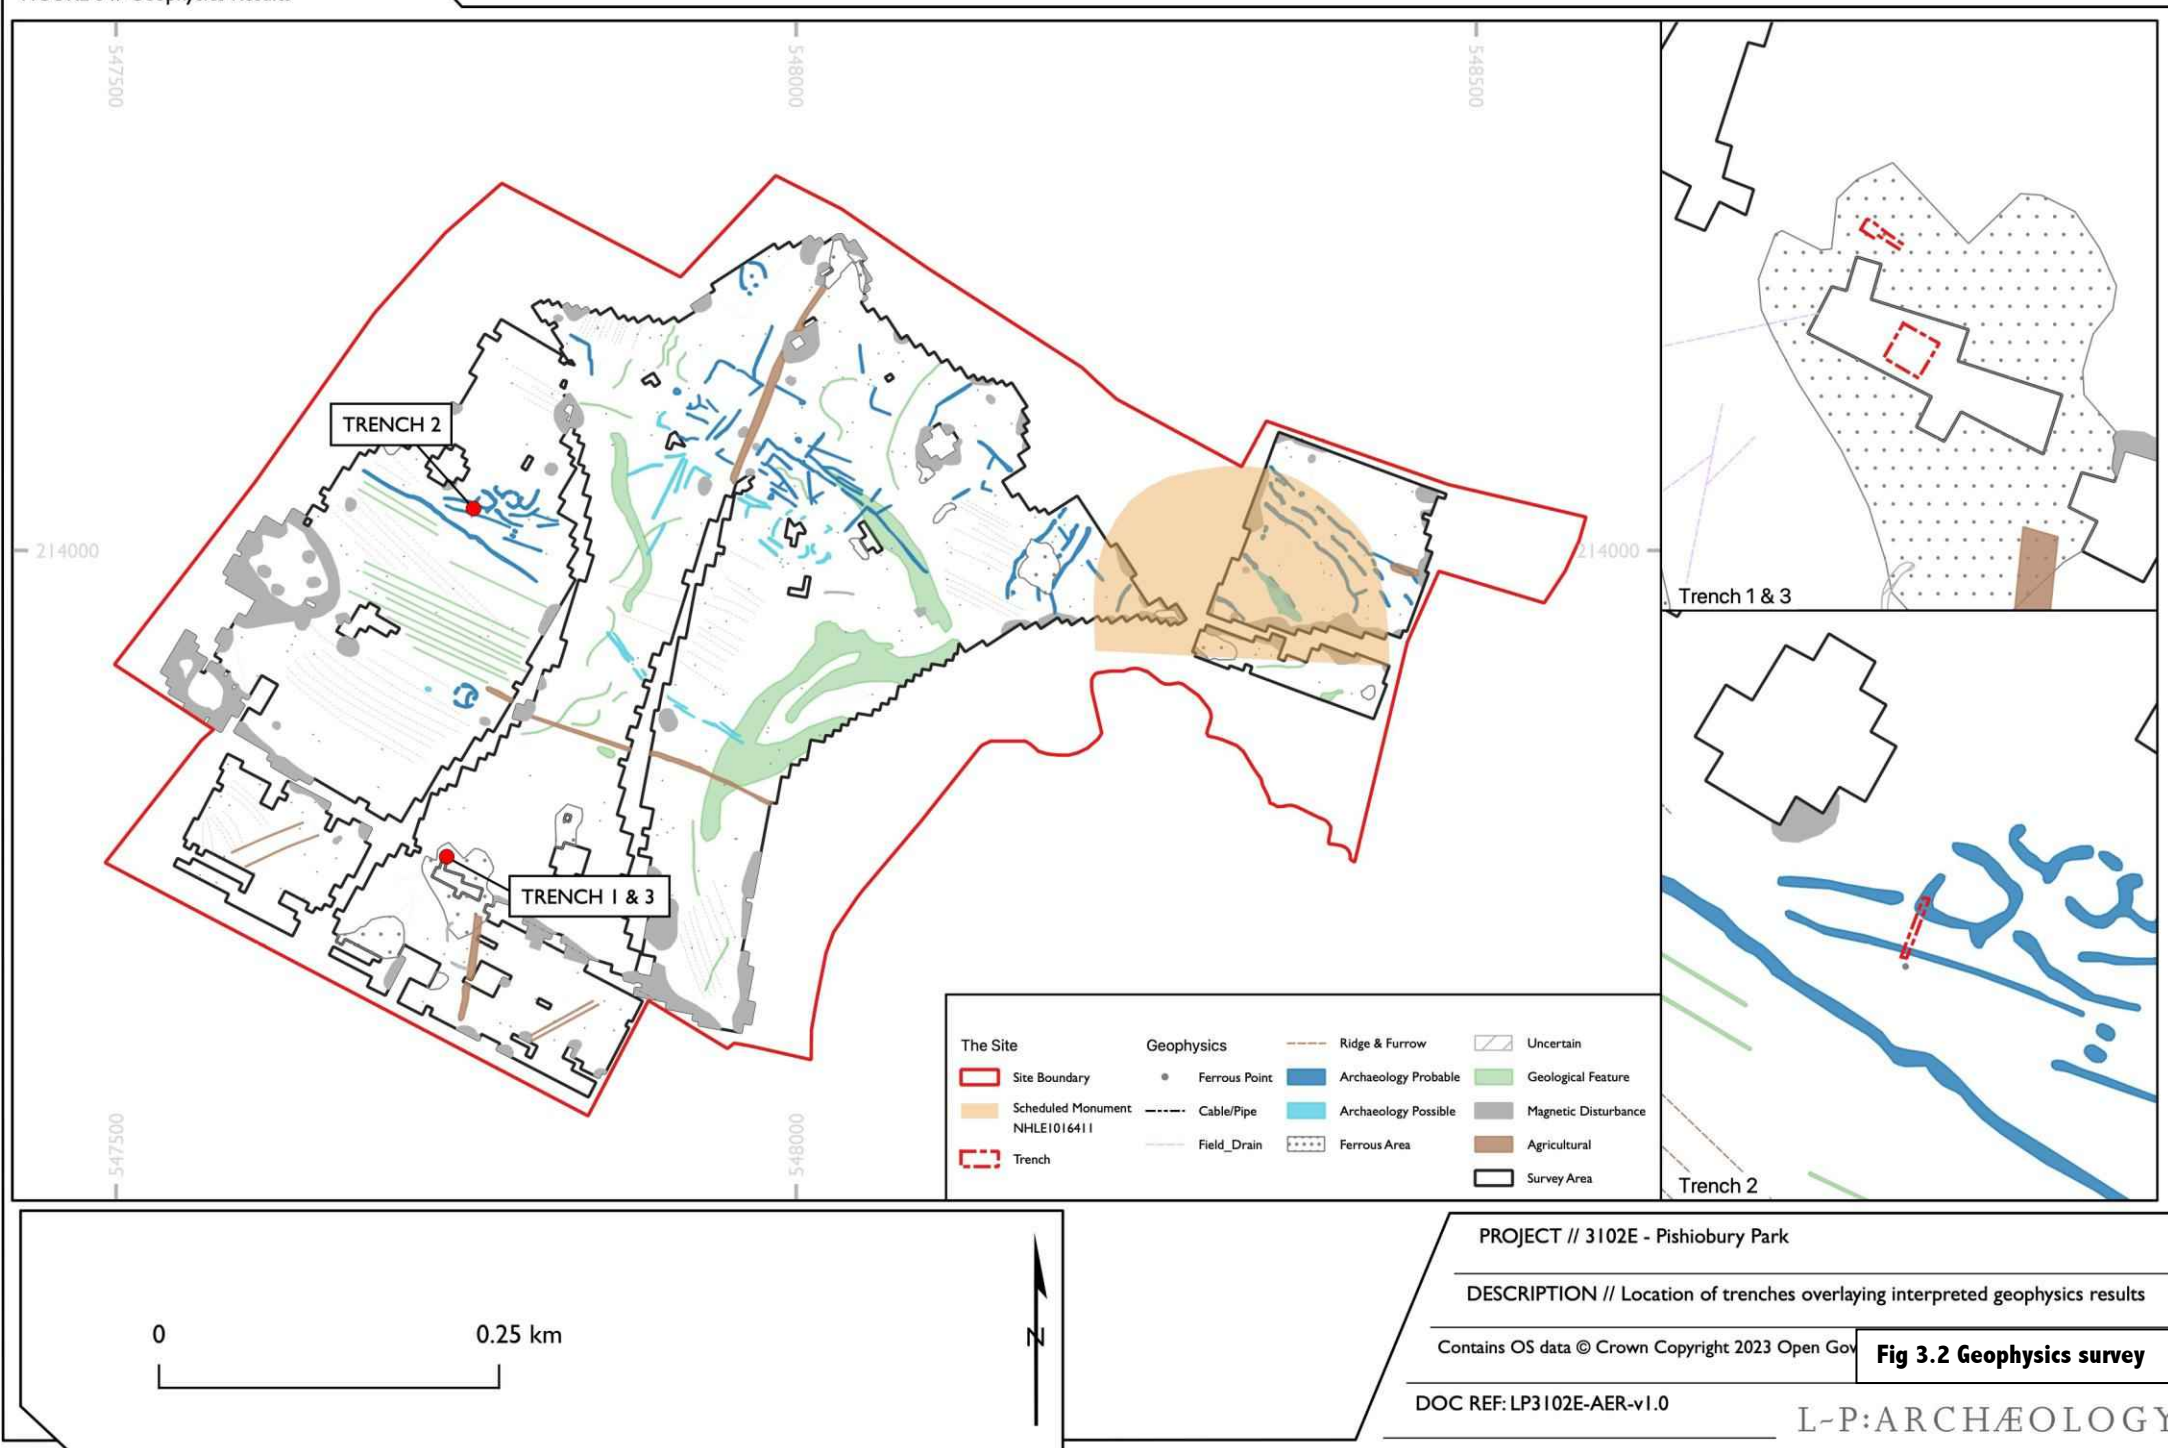 547500
548000
548500
TRENCH 2
214000
214000
TRENCH 1 & 3
Trench 1 & 3
Trench 2
547500
548000
The Site
Site Boundary
Scheduled Monument
NHLE1016411
Trench
Geophysics
Ferrous Point
Cable/Pipe
Field_Drain
Ridge & Furrow
Archaeology Probable
Archaeology Possible
Ferrous Area
Uncertain
Geological Feature
Magnetic Disturbance
Agricultural
Survey Area
0
0.25 km
N
PROJECT // 3102E - Pishiobury Park
DESCRIPTION // Location of trenches overlaying interpreted geophysics results
Contains OS data © Crown Copyright 2023 Open Gov
Fig 3.2 Geophysics survey
DOC REF: LP3102E-AER-v1.0
L~P:ARCHÆOLOGY